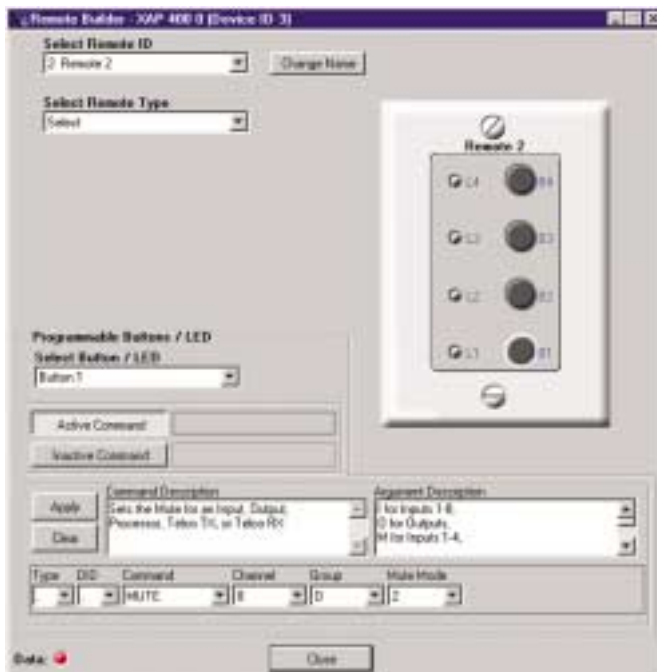 Remote Builder - XAP 400 0 (Device ID 3)
Select Remote ID
2 Remote 2
Change Name
Select Remote Type
Select
Remote 2
L4 B4
L3 B3
L2 B2
L1 B1
Programmable Buttons / LED
Select Button / LED
Button 1
Active Command
Inactive Command
Apply
Clear
Command Description
Sets the Mute for an Input, Output,
Processor, Telco TX, or Telco RX
Argument Description
I for Inputs 1-8,
O for Outputs,
M for Inputs 1-4,
Type DID Command Channel Group Mute Mode
MUTE 8 O 2
Data: Close